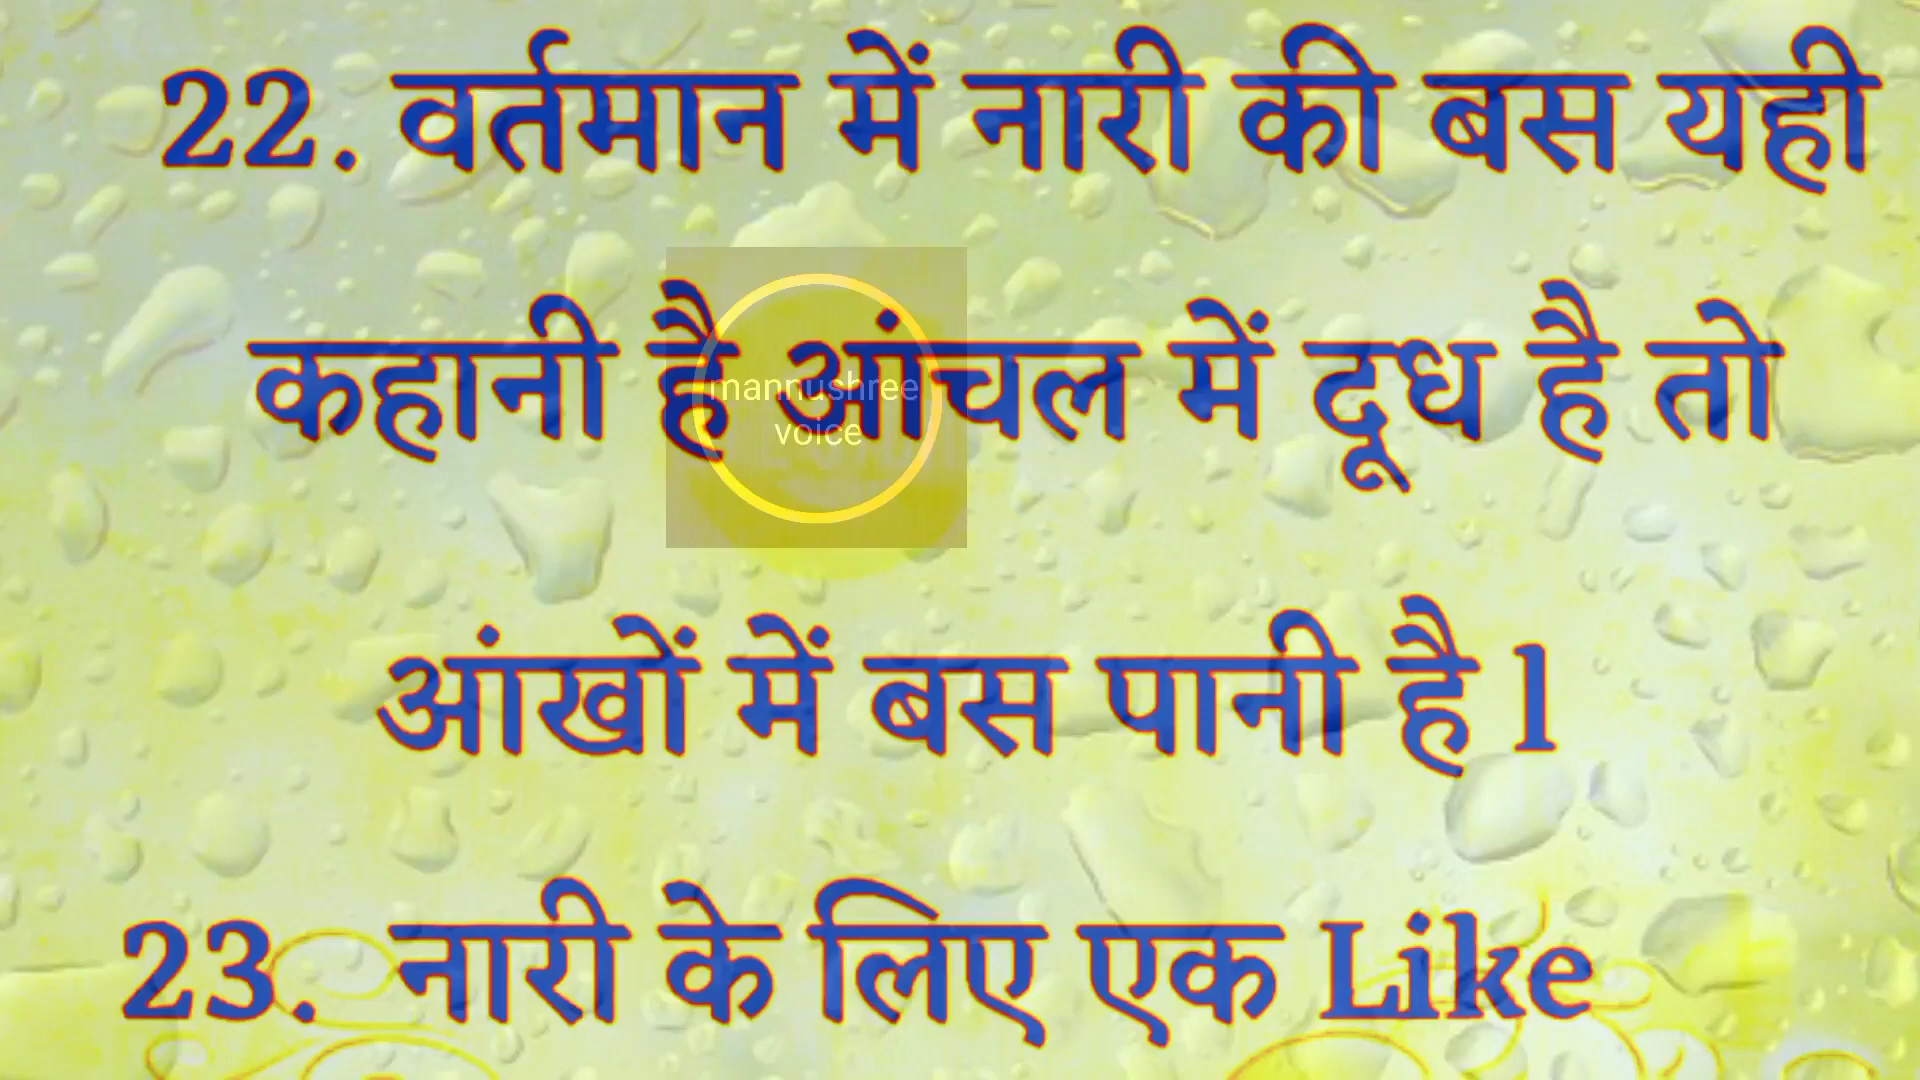 22. वर्तमान में नारी की बस यही
कहानी है आंचल में दूध है तो
mannushree
voice
आंखों में बस पानी है l
23. नारी के लिए एक Like